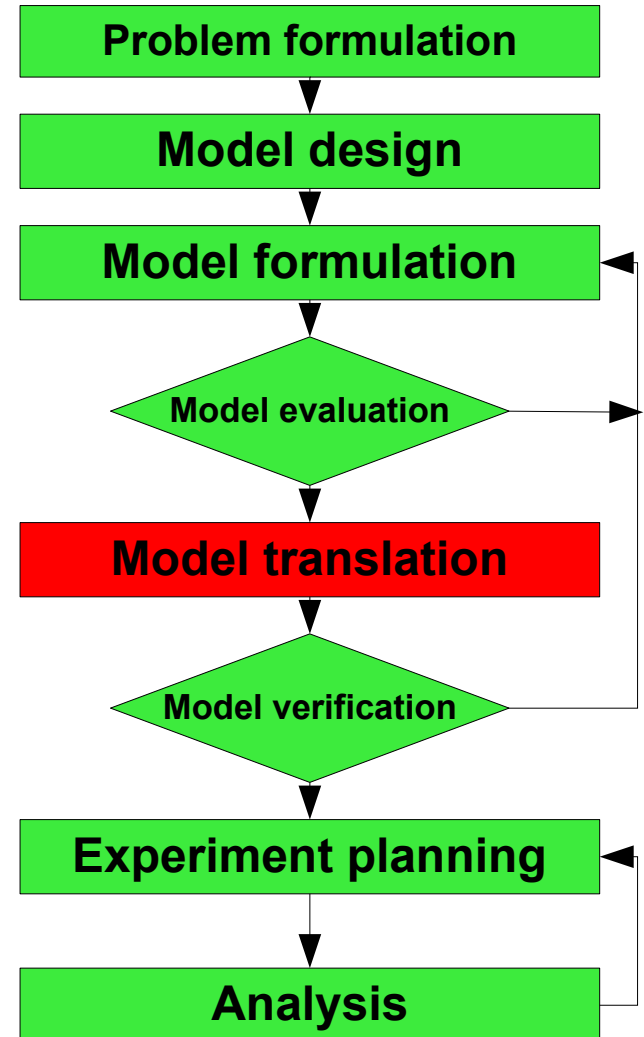 Problem formulation
Model design
Model formulation
Model evaluation
Model translation
Model verification
Experiment planning
Analysis